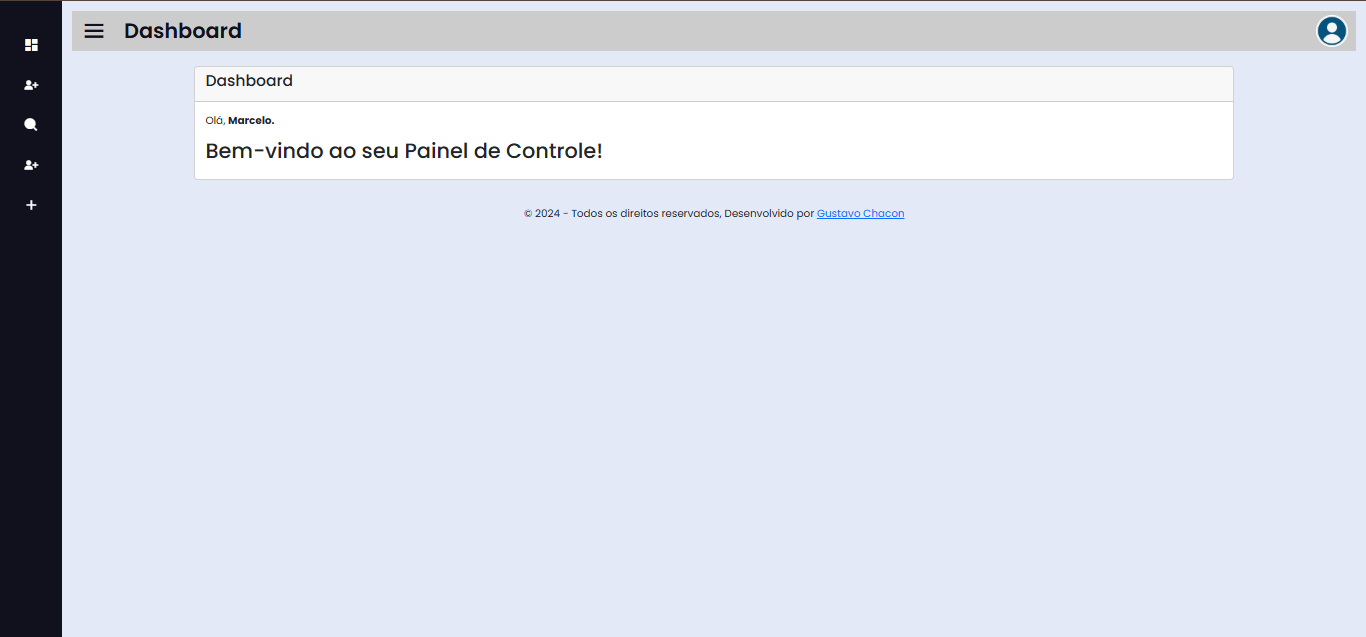 Dashboard
Dashboard
Olá, Marcelo.
Bem-vindo ao seu Painel de Controle!
© 2024 - Todos os direitos reservados, Desenvolvido por Gustavo Chacon